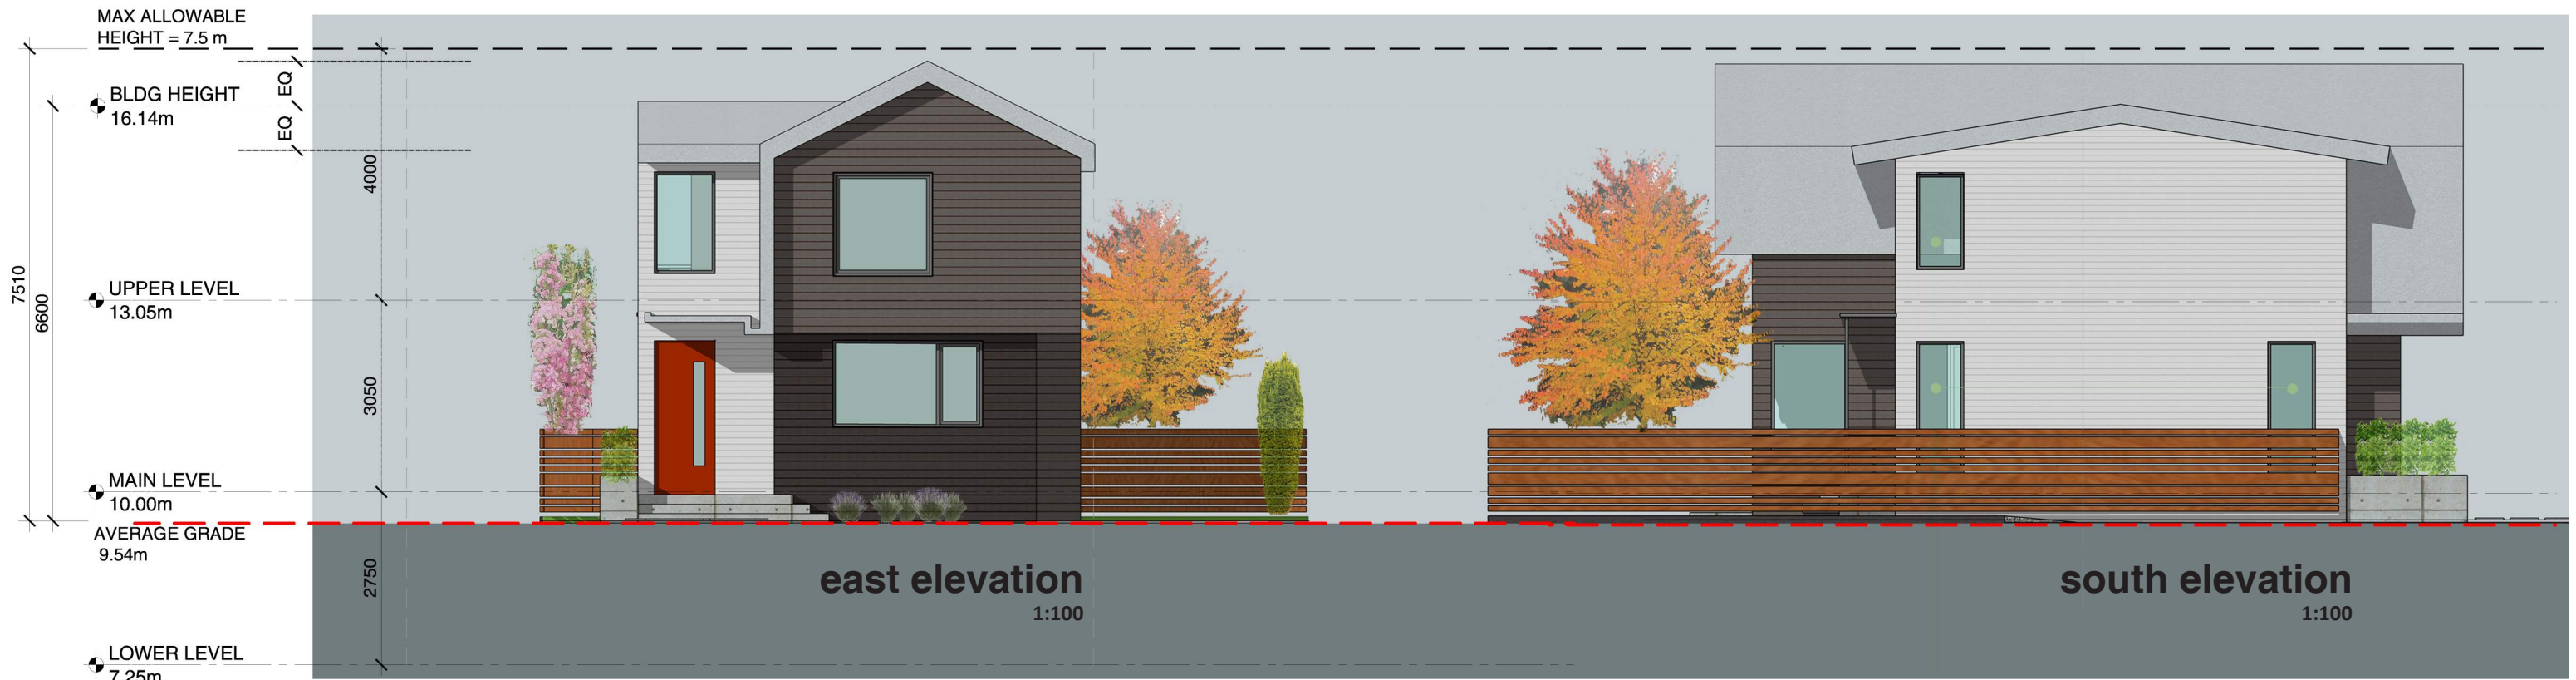 MAX ALLOWABLE
HEIGHT = 7.5 m
BLDG HEIGHT
16.14m
EQ
EQ
4000
UPPER LEVEL
13.05m
7510
6600
3050
MAIN LEVEL
10.00m
AVERAGE GRADE
9.54m
2750
LOWER LEVEL
7.25m
east elevation
1:100
south elevation
1:100